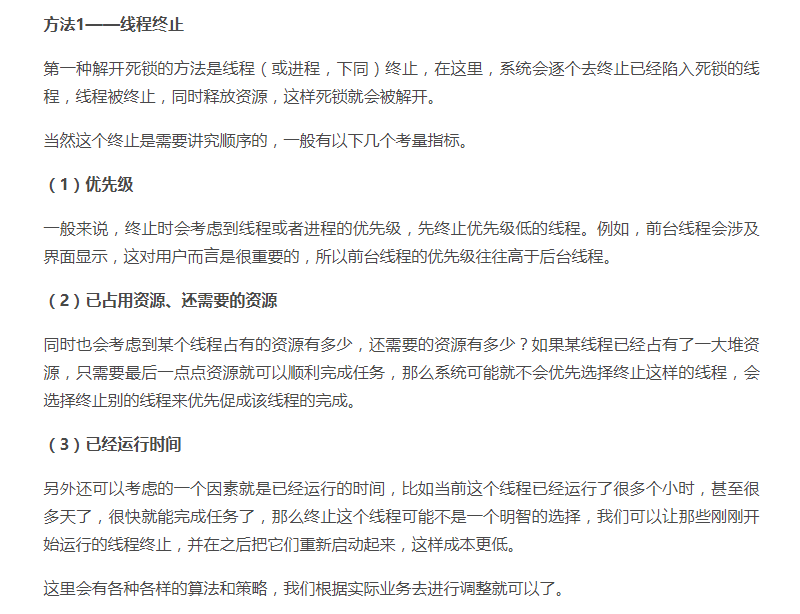 方法1——线程终止
第一种解开死锁的方法是线程（或进程，下同）终止，在这里，系统会逐个去终止已经陷入死锁的线
程，线程被终止，同时释放资源，这样死锁就会被解开。
当然这个终止是需要讲究顺序的，一般有以下几个考量指标。
（1）优先级
一般来说，终止时会考虑到线程或者进程的优先级，先终止优先级低的线程。例如，前台线程会涉及
界面显示，这对用户而言是很重要的，所以前台线程的优先级往往高于后台线程。
（2）已占用资源、还需要的资源
同时也会考虑到某个线程占有的资源有多少，还需要的资源有多少？如果某线程已经占有了一大堆资
源，只需要最后一点点资源就可以顺利完成任务，那么系统可能就不会优先选择终止这样的线程，会
选择终止别的线程来优先促成该线程的完成。
（3）已经运行时间
另外还可以考虑的一个因素就是已经运行的时间，比如当前这个线程已经运行了很多个小时，甚至很
多天了，很快就能完成任务了，那么终止这个线程可能不是一个明智的选择，我们可以让那些刚刚开
始运行的线程终止，并在之后把它们重新启动起来，这样成本更低。
这里会有各种各样的算法和策略，我们根据实际业务去进行调整就可以了。